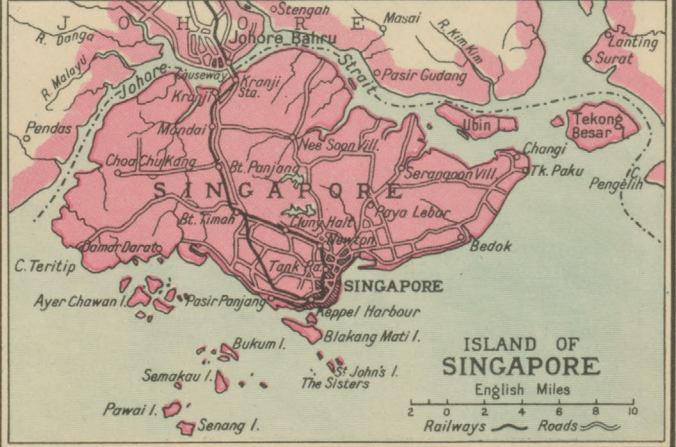 JOHORE
Stengah
Masai
R. Danga
Johore Bahru
R. Kim Kim
Lanting
Surat
R. Malayu
Causeway
Johore Strait
Pasir Gudang
Kranji
Sta.
Kranji
Pendas
Mandai
Ubin
Tekong
Besar
Nee Soon Vill.
Changi
Choa Chu Kang
Bt. Panjang
Serangoon Vill.
Tk. Paku
C.
Pengelih
SINGAPORE
Paya Lebar
Bt. Timah
Cluny Halt
Newton
Bedok
Damar Darat
C. Teritip
Tank Rd.
SINGAPORE
Ayer Chawan I.
Pasir Panjang
Keppel Harbour
Blakang Mati I.
Bukum I.
St John's I.
The Sisters
Semakau I.
Pawai I.
Senang I.
ISLAND OF
SINGAPORE
English Miles
0 2 4 6 8 10
Railways Roads